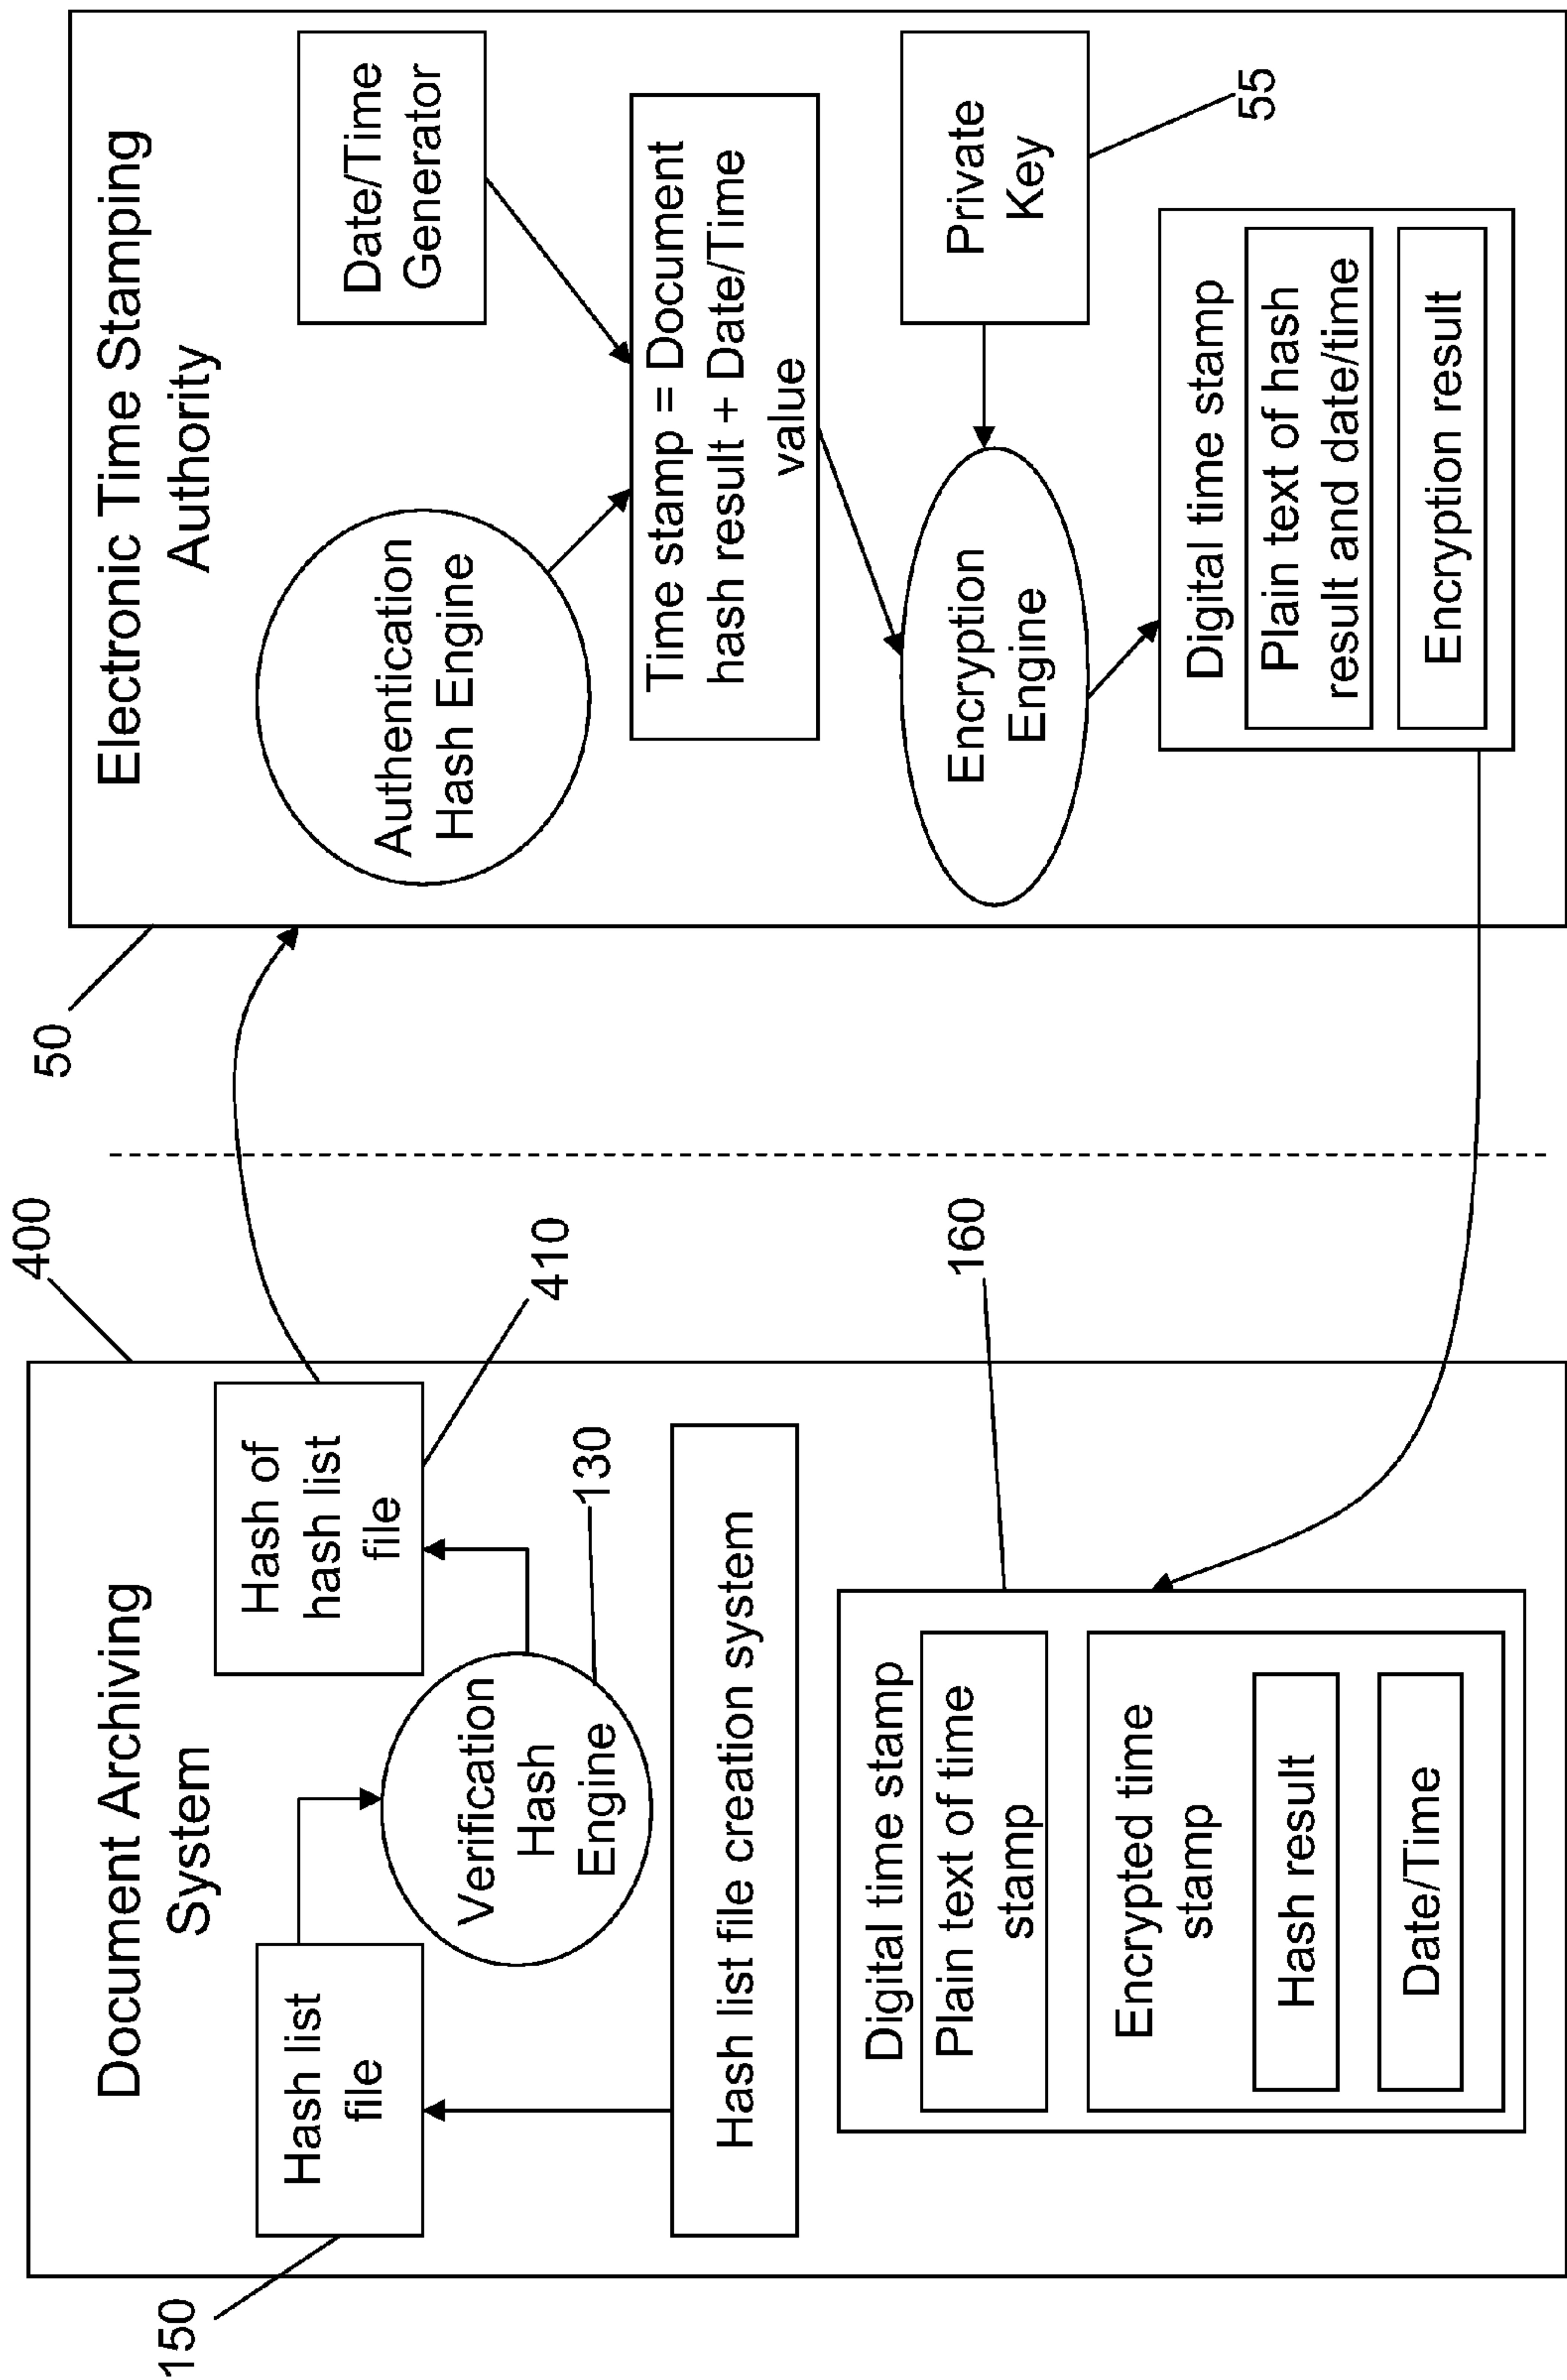 400
Document Archiving
System
150
Hash list
file
Hash of
hash list
file
410
Verification
Hash
Engine
130
Hash list file creation system
160
Digital time stamp
Plain text of time
stamp
Encrypted time
stamp
Hash result
Date/Time
50
Electronic Time Stamping
Authority
Authentication
Hash Engine
Date/Time
Generator
Time stamp = Document
hash result + Date/Time
value
Encryption
Engine
Private
Key
55
Digital time stamp
Plain text of hash
result and date/time
Encryption result